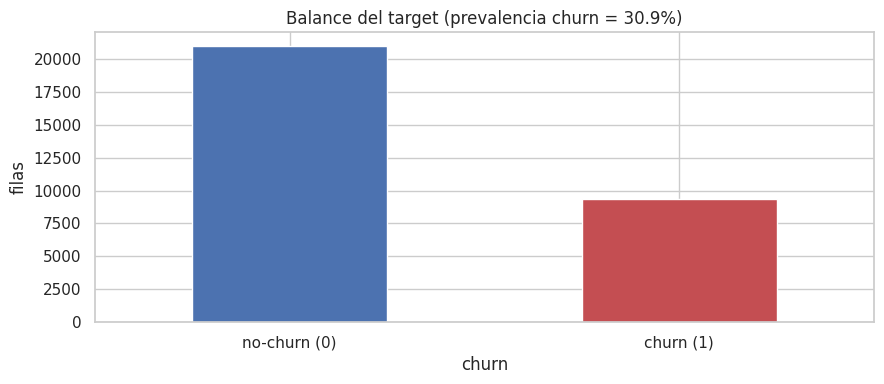 Balance del target (prevalencia churn = 30.9%)
20000
17500
15000
12500
10000
7500
5000
2500
0
filas
no-churn (0)
churn (1)
churn